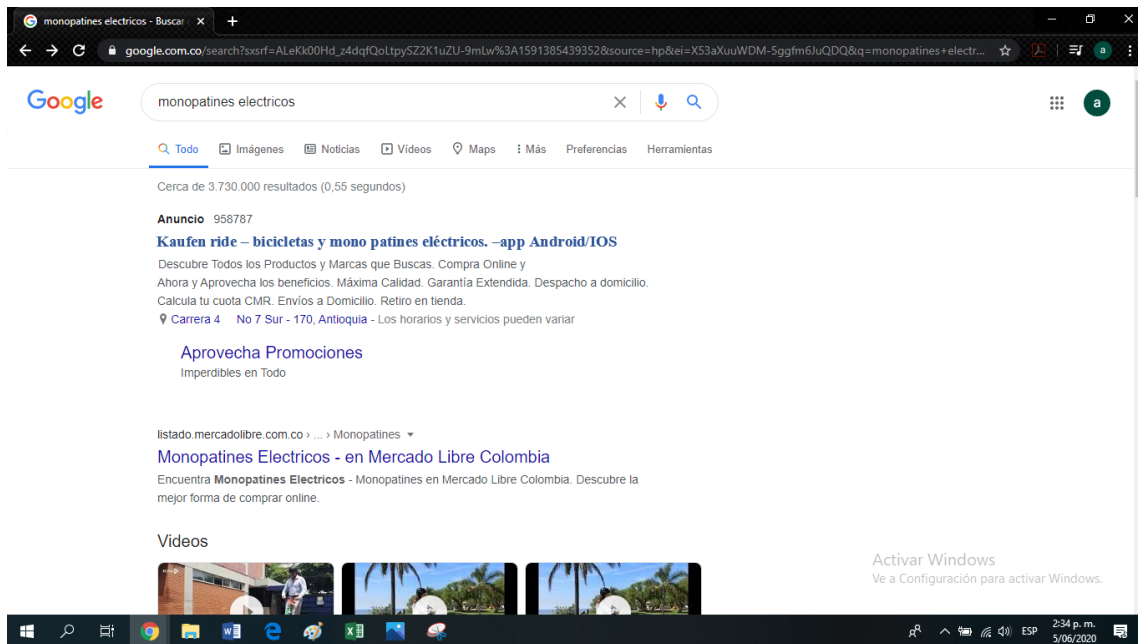 monopatines electricos - Buscar
google.com.co/search?sxsrf=ALeKk00Hd_z4dqfQoLtpySZ2K1uZU-9mLw%3A1591385439352&source=hp&ei=X53aXuuWDM-5ggfm6JuQDQ&q=monopatines+electr...
a
Google
monopatines electricos
a
Todo Imágenes Noticias Vídeos Maps Más Preferencias Herramientas
Cerca de 3.730.000 resultados (0,55 segundos)
Anuncio 958787
Kaufen ride – bicicletas y mono patines eléctricos. –app Android/IOS
Descubre Todos los Productos y Marcas que Buscas. Compra Online y
Ahora y Aprovecha los beneficios. Máxima Calidad. Garantía Extendida. Despacho a domicilio.
Calcula tu cuota CMR. Envíos a Domicilio. Retiro en tienda.
Carrera 4 No 7 Sur - 170, Antioquia - Los horarios y servicios pueden variar
Aprovecha Promociones
Imperdibles en Todo
listado.mercadolibre.com.co › ... › Monopatines
Monopatines Electricos - en Mercado Libre Colombia
Encuentra Monopatines Electricos - Monopatines en Mercado Libre Colombia. Descubre la
mejor forma de comprar online.
Videos
Activar Windows
Ve a Configuración para activar Windows.
ESP
2:34 p. m.
5/06/2020